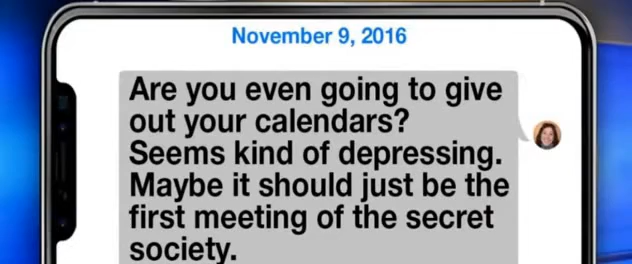 November 9, 2016
Are you even going to give
out your calendars?
Seems kind of depressing.
Maybe it should just be the
first meeting of the secret
society.